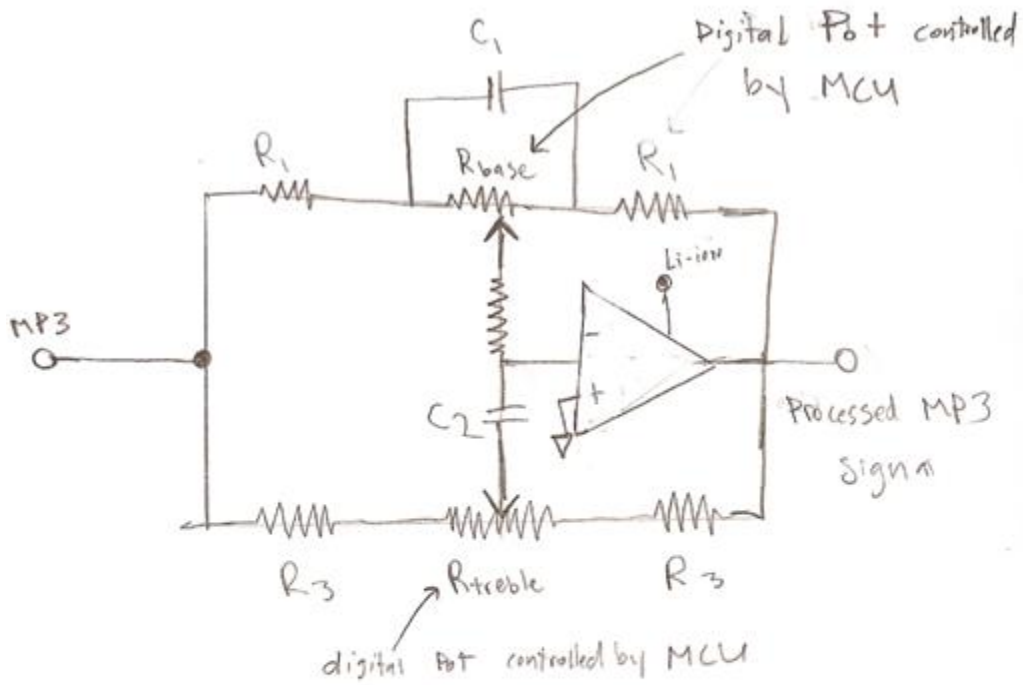 C1
Digital Pot controlled
by MCU
R1
Rbase
R1
Li-ion
MP3
-
+
C2
Processed MP3
Signal
R3
Rtreble
R3
digital Pot controlled by MCU